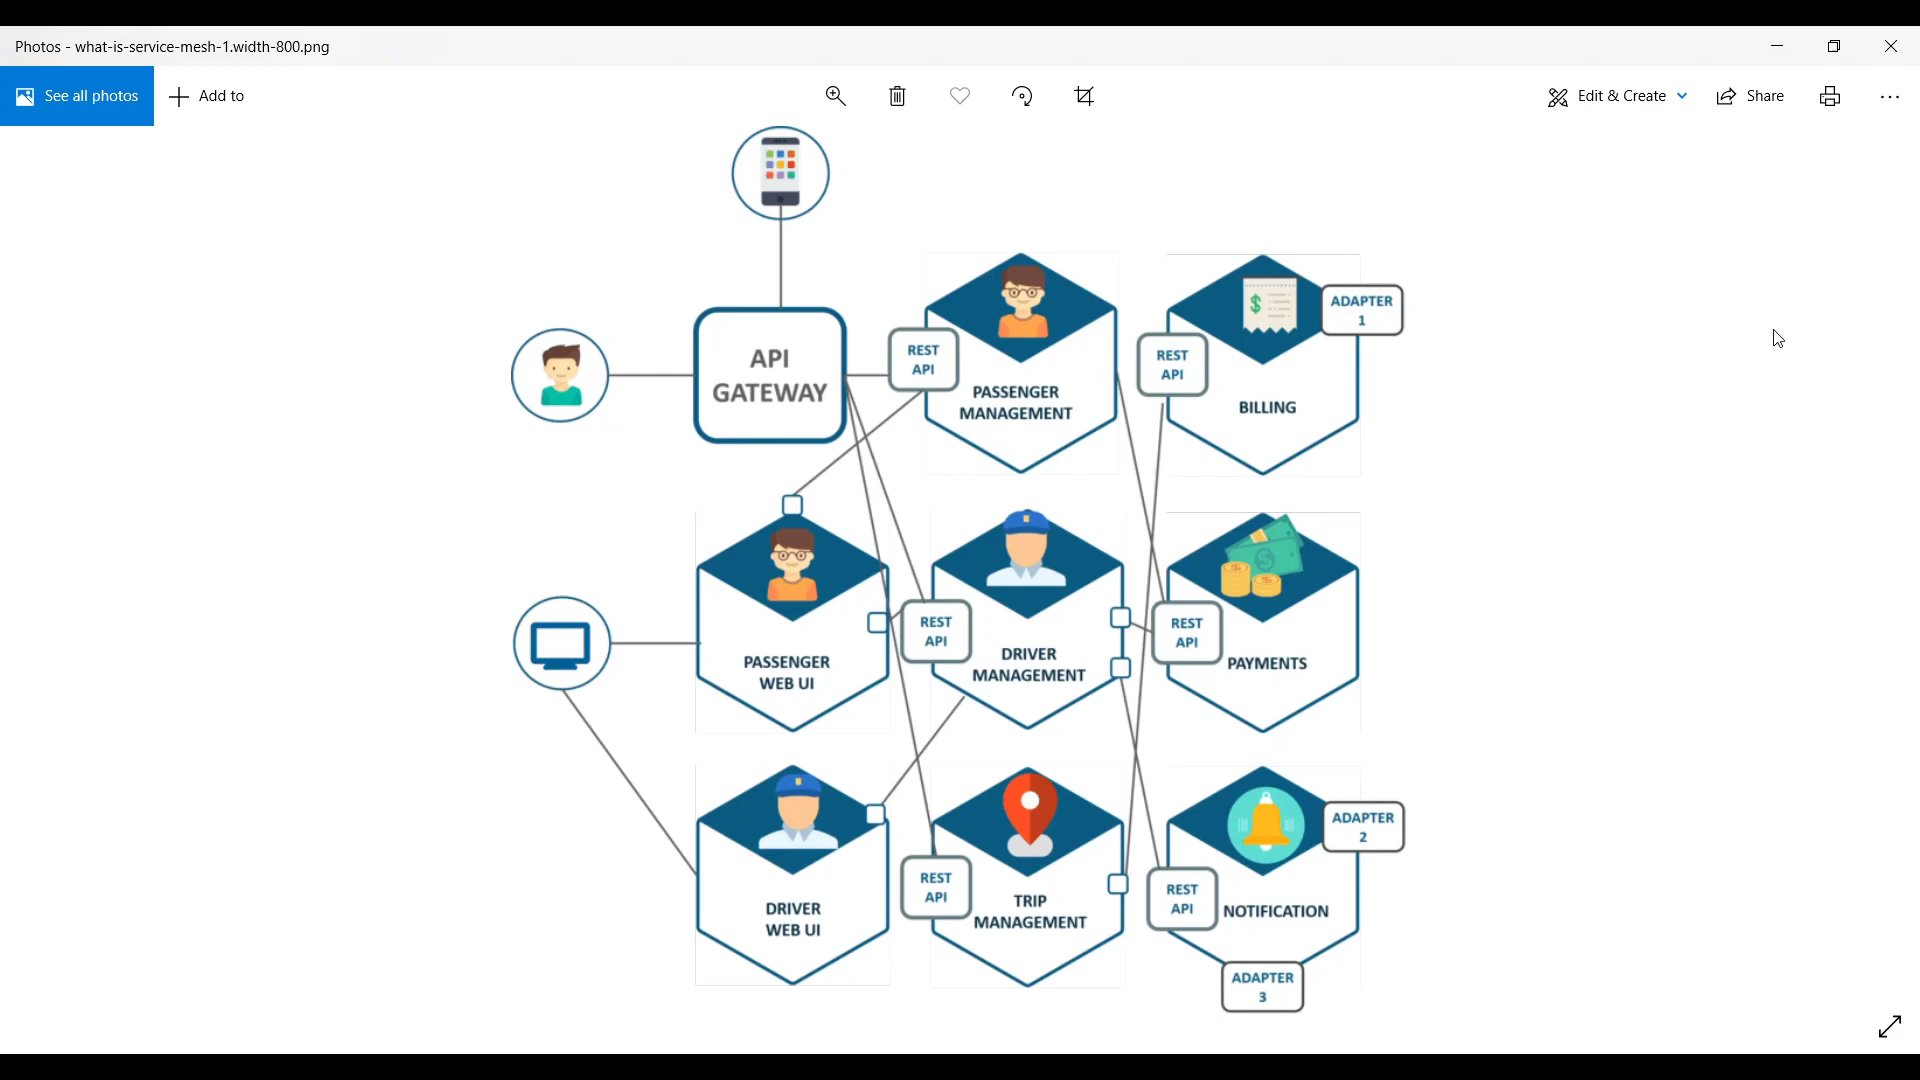 Photos - what-is-service-mesh-1.width-800.png
See all photos
Add to
Edit & Create
Share
API
GATEWAY
REST
API
PASSENGER
MANAGEMENT
REST
API
BILLING
ADAPTER
1
PASSENGER
WEB UI
REST
API
DRIVER
MANAGEMENT
REST
API
PAYMENTS
DRIVER
WEB UI
REST
API
TRIP
MANAGEMENT
REST
API
NOTIFICATION
ADAPTER
2
ADAPTER
3